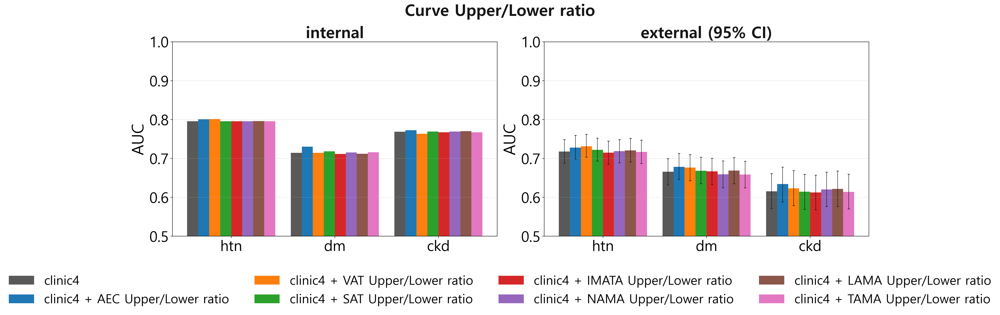 Curve Upper/Lower ratio
internal
1.0
0.9
0.8
0.7
0.6
0.5
AUC
htn dm ckd
external (95% CI)
1.0
0.9
0.8
0.7
0.6
0.5
AUC
htn dm ckd
clinic4
clinic4 + AEC Upper/Lower ratio
clinic4 + VAT Upper/Lower ratio
clinic4 + SAT Upper/Lower ratio
clinic4 + IMATA Upper/Lower ratio
clinic4 + NAMA Upper/Lower ratio
clinic4 + LAMA Upper/Lower ratio
clinic4 + TAMA Upper/Lower ratio